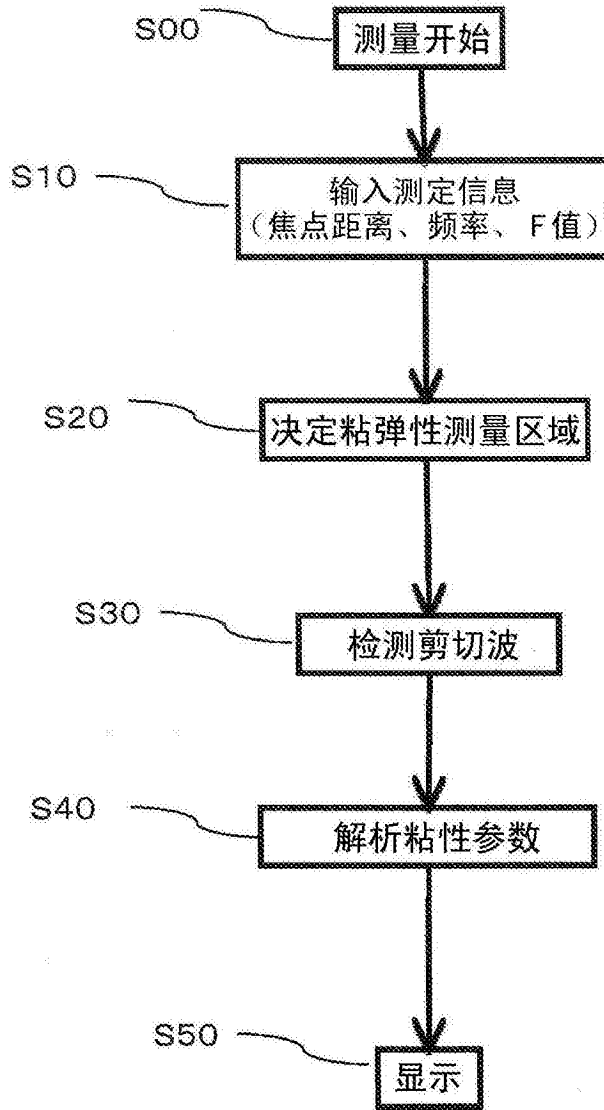 S00
测量开始
S10
输入测定信息
（焦点距离、频率、F值）
S20
决定粘弹性测量区域
S30
检测剪切波
S40
解析粘性参数
S50
显示